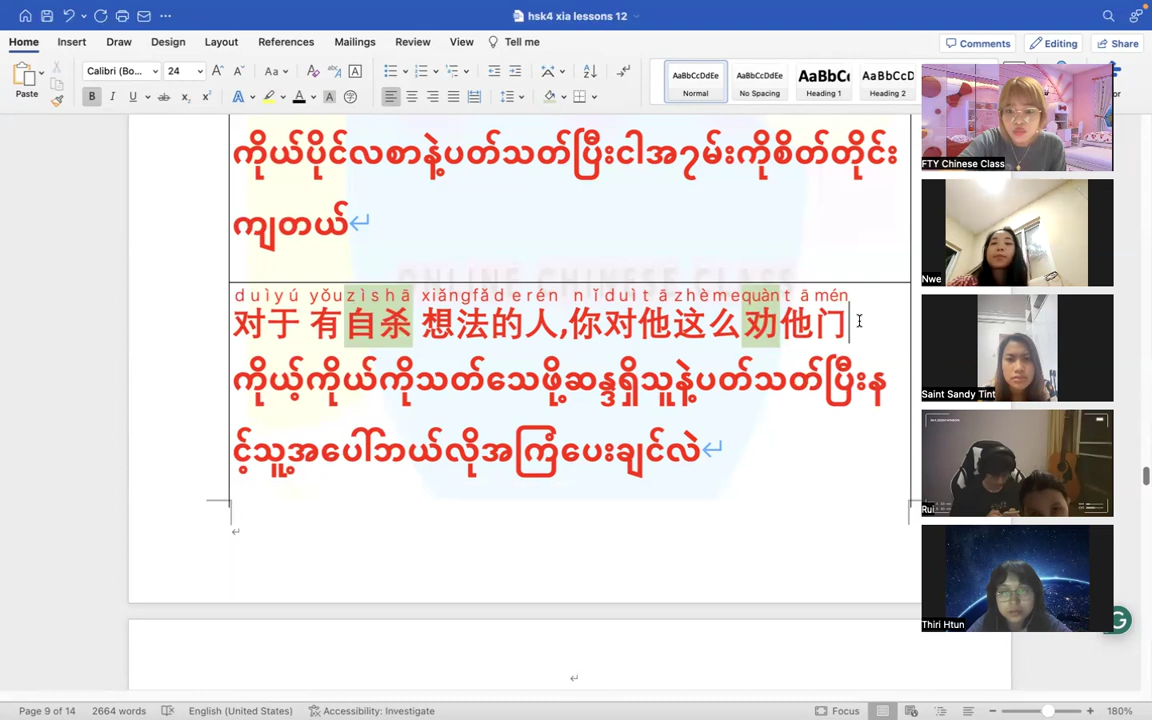 hsk4 xia lessons 12
Home Insert Draw Design Layout References Mailings Review View Tell me
Comments Editing Share
Paste
Calibri (Bo... 24
AaBbCcDdEe AaBbCcDdEe AaBbC AaBbCcD
Normal No Spacing Heading 1 Heading 2
ကိုယ်ပိုင်လစာနဲ့ပတ်သတ်ပြီးငါအ၇မ်းကိုစိတ်တိုင်း
ကျတယ်
ONLINE CHINESE CLASS
duìyú yǒuzìshā xiǎngfǎderén nǐduìtāzhèmequàntāmén
对于 有自杀 想法的人,你对他这么劝他门
ကိုယ့်ကိုယ်ကိုသတ်သေဖို့ဆန္ဒရှိသူနဲ့ပတ်သတ်ပြီးန
င့်သူ့အပေါ်ဘယ်လိုအကြံပေးချင်လဲ
FTY Chinese Class
Nwe
Saint Sandy Tint
Rui
Thiri Htun
Page 9 of 14 2664 words English (United States) Accessibility: Investigate Focus 180%